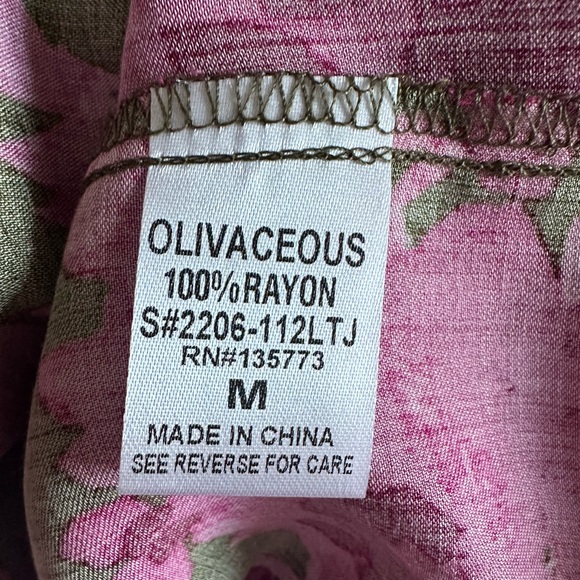 OLIVACEOUS
100%RAYON
S#2206-112LTJ
RN#135773
M
MADE IN CHINA
SEE REVERSE FOR CARE